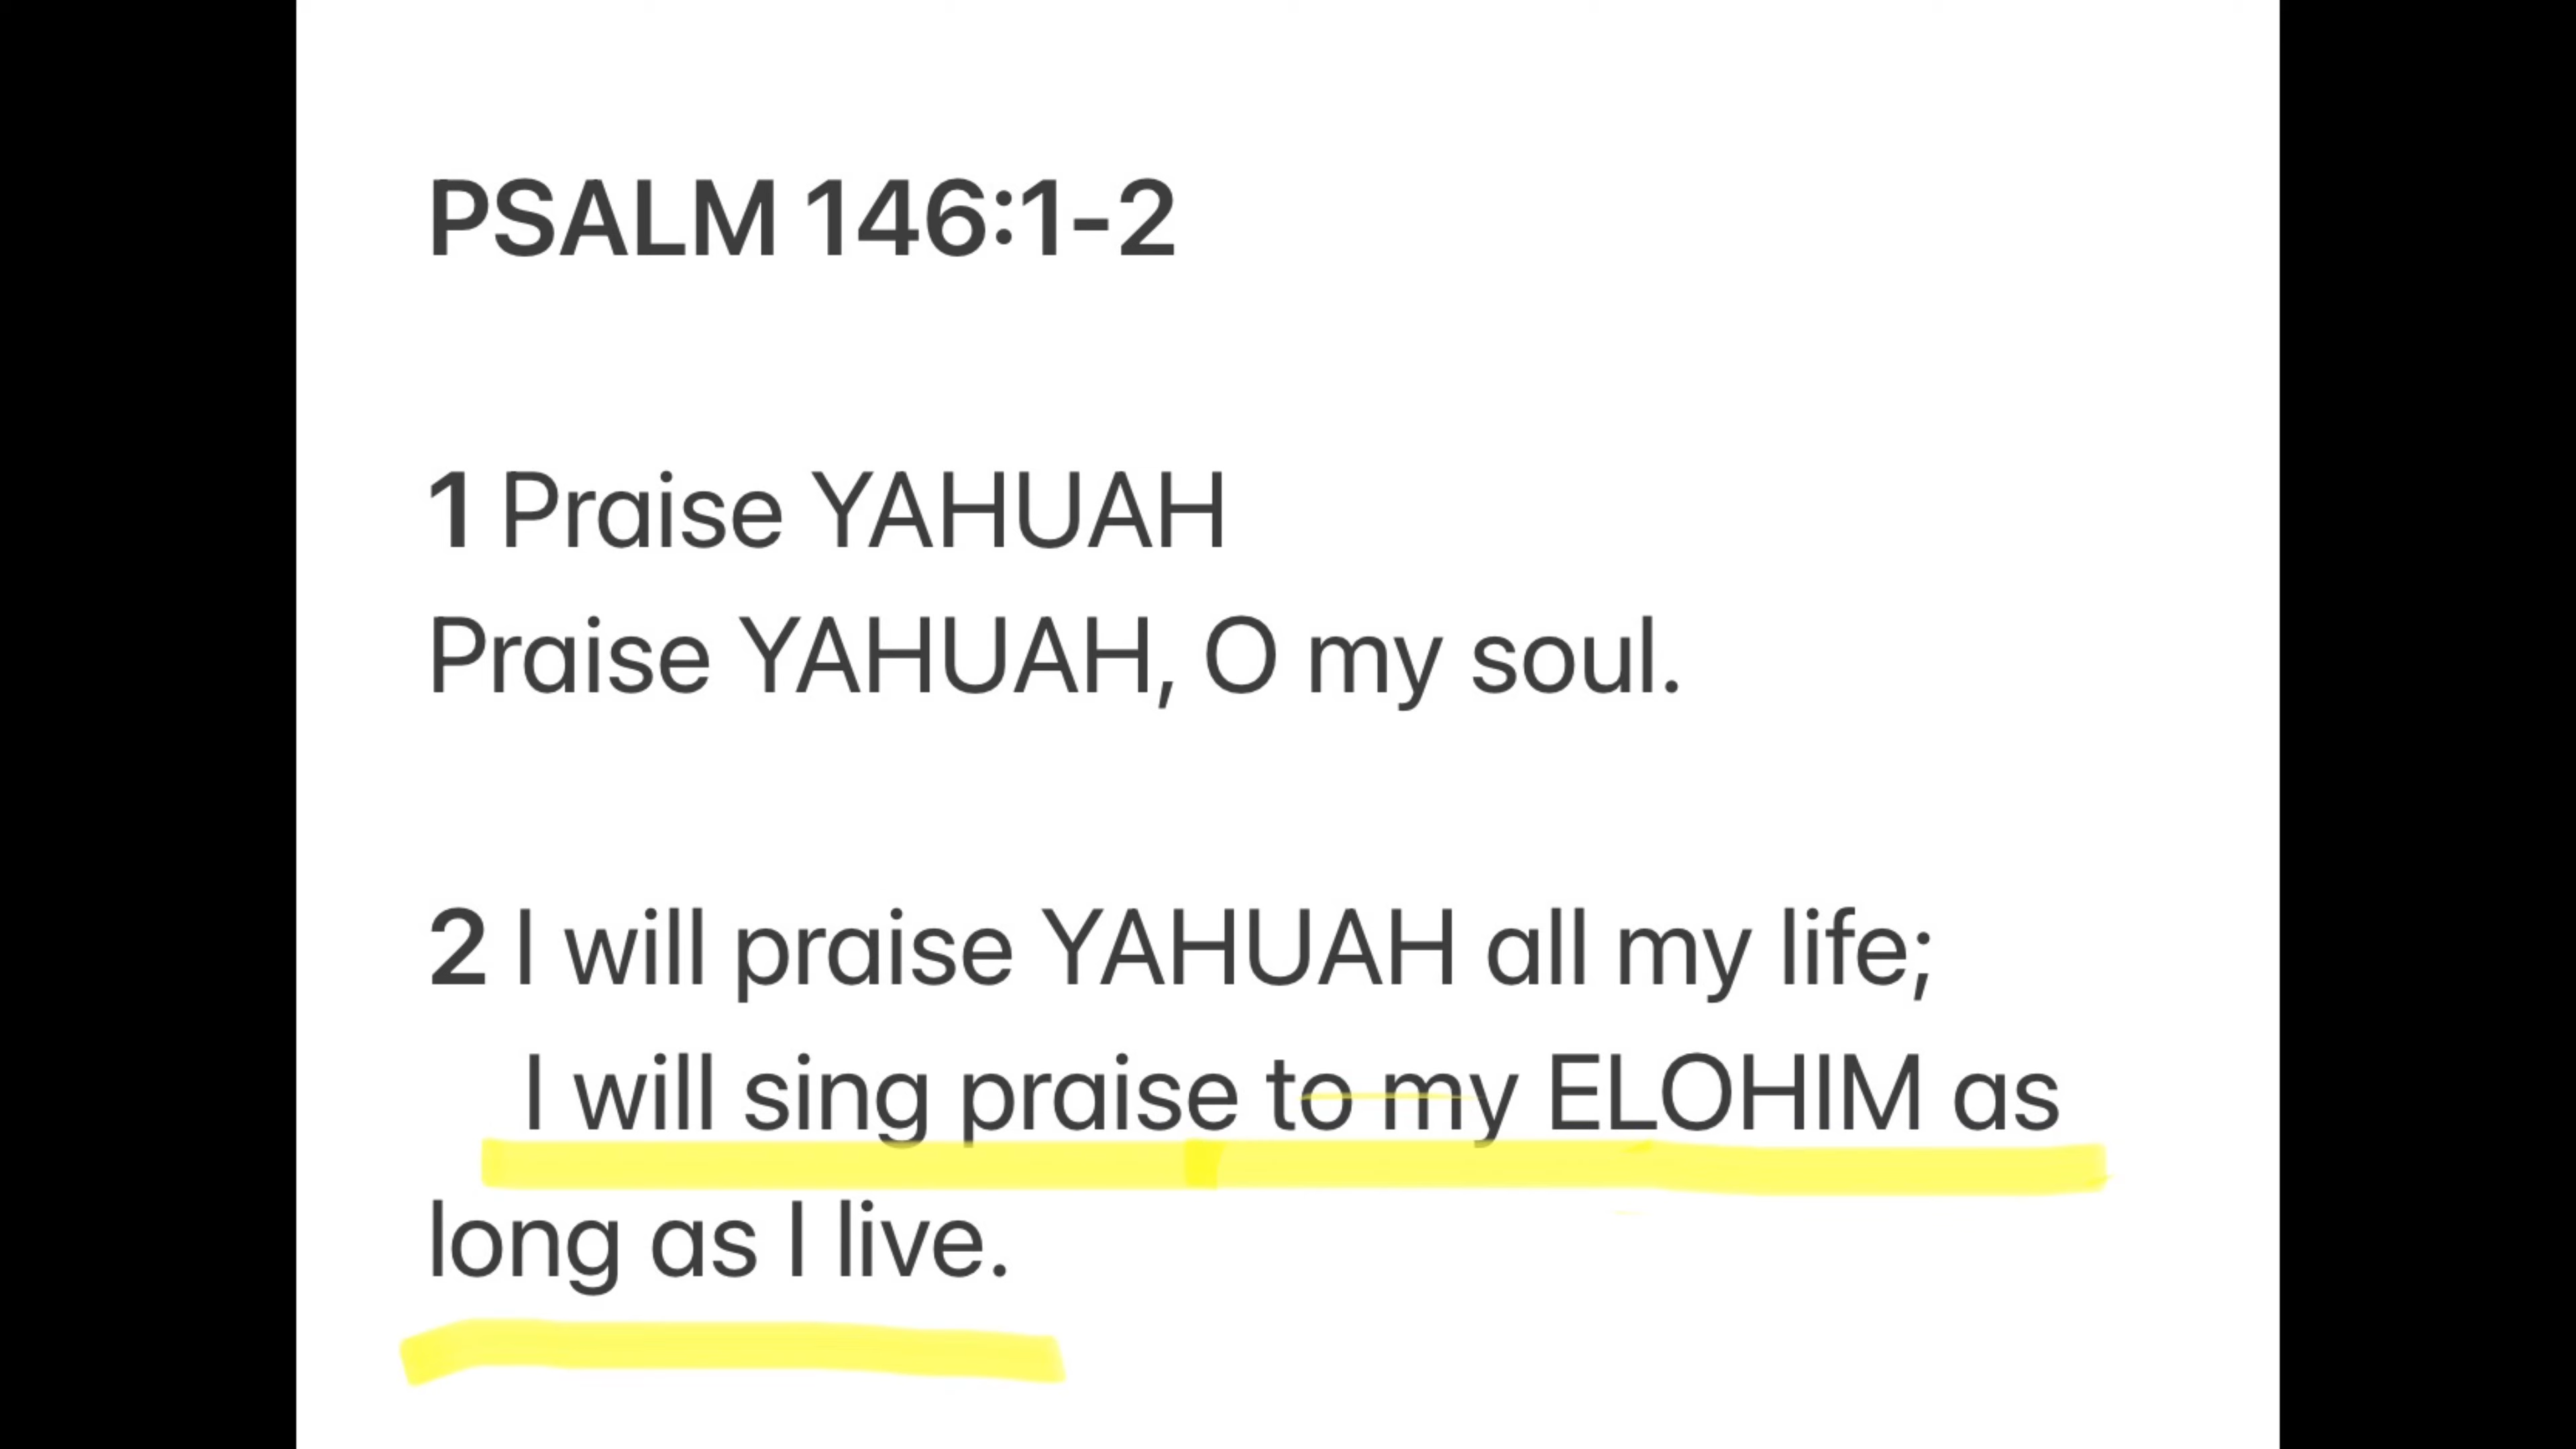 PSALM 146:1-2
1 Praise YAHUAH
Praise YAHUAH, O my soul.
2 I will praise YAHUAH all my life;
I will sing praise to my ELOHIM as
long as I live.